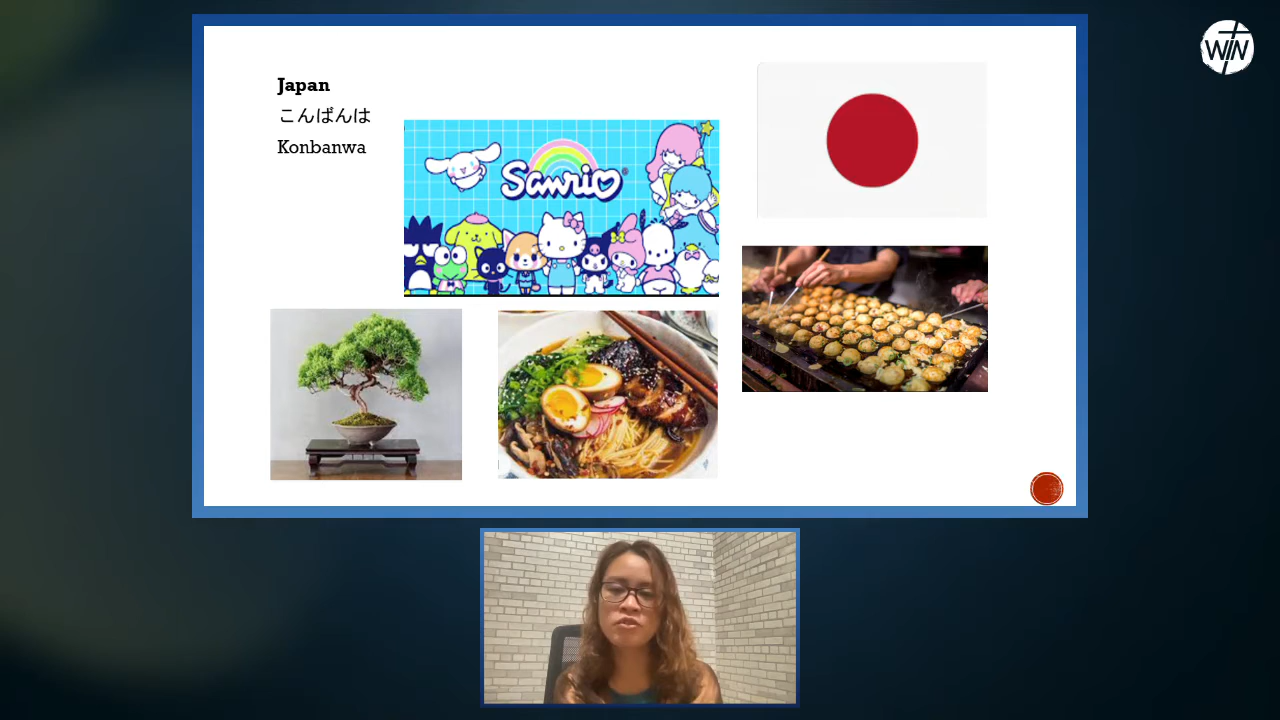 WIN
Japan
こんばんは
Konbanwa
Sanrio